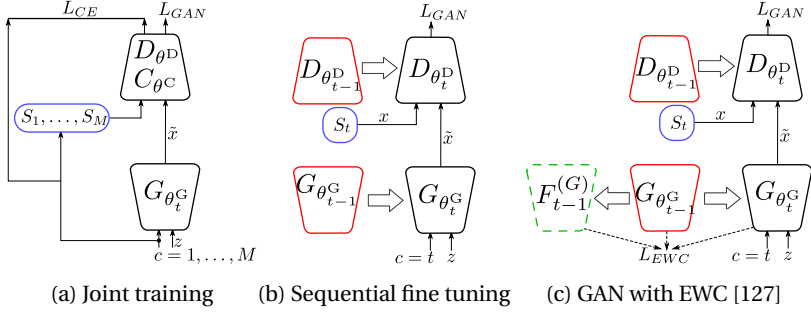 L_{CE} L_{GAN}
D_{θ^D}
C_{θ^C}
S_1, . . . , S_M
x̃
G_{θ_t^G}
z
c = 1, . . . , M
(a) Joint training
L_{GAN}
D_{θ_{t-1}^D} D_{θ_t^D}
S_t x
x̃
G_{θ_{t-1}^G} G_{θ_t^G}
c = t z
(b) Sequential fine tuning
L_{GAN}
D_{θ_{t-1}^D} D_{θ_t^D}
S_t x
x̃
F_{t-1}^{(G)} G_{θ_{t-1}^G} G_{θ_t^G}
L_{EWC}
c = t z
(c) GAN with EWC [127]